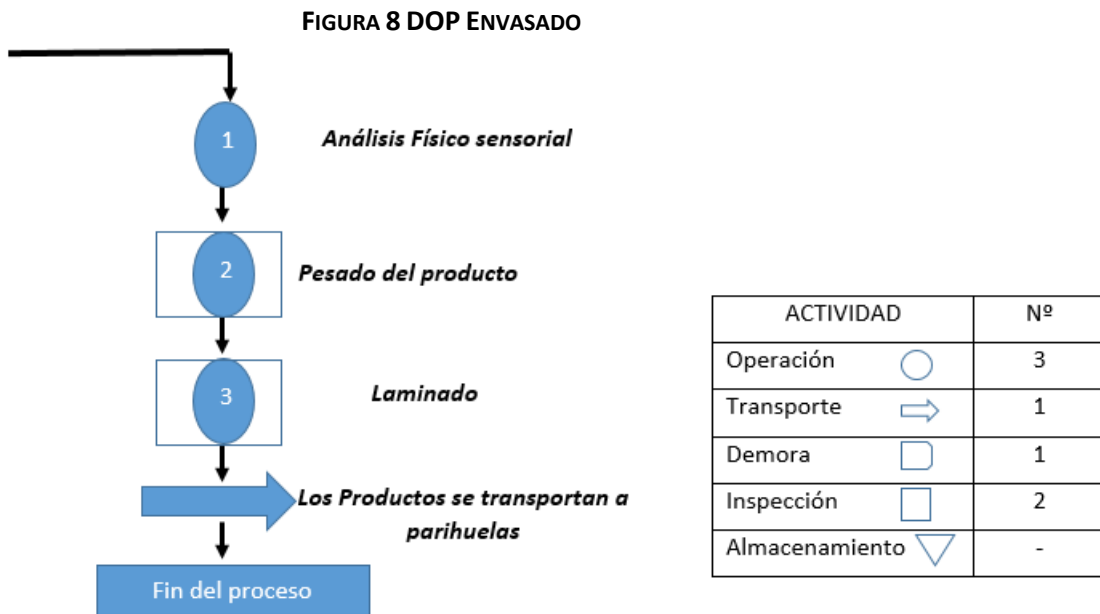 FIGURA 8 DOP ENVASADO
1
Análisis Físico sensorial
2
Pesado del producto
3
Laminado
Los Productos se transportan a
parihuelas
Fin del proceso
ACTIVIDAD Nº
Operación 3
Transporte 1
Demora 1
Inspección 2
Almacenamiento -